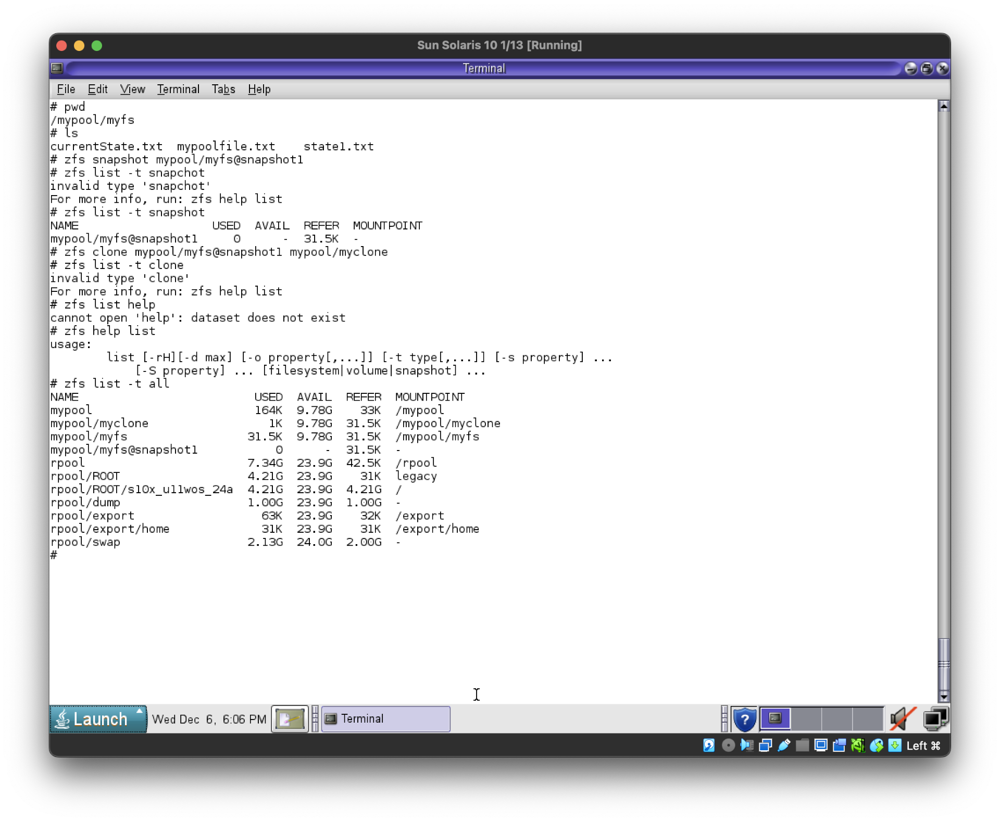 Sun Solaris 10 1/13 [Running]
Terminal
File Edit View Terminal Tabs Help
# pwd
/mypool/myfs
# ls
currentState.txt  mypoolfile.txt    state1.txt
# zfs snapshot mypool/myfs@snapshot1
# zfs list -t snapchot
invalid type 'snapchot'
For more info, run: zfs help list
# zfs list -t snapshot
NAME                   USED  AVAIL  REFER  MOUNTPOINT
mypool/myfs@snapshot1     0      -  31.5K  -
# zfs clone mypool/myfs@snapshot1 mypool/myclone
# zfs list -t clone
invalid type 'clone'
For more info, run: zfs help list
# zfs list help
cannot open 'help': dataset does not exist
# zfs help list
usage:
        list [-rH][-d max] [-o property[,...]] [-t type[,...]] [-s property] ...
            [-S property] ... [filesystem|volume|snapshot] ...
# zfs list -t all
NAME                         USED  AVAIL  REFER  MOUNTPOINT
mypool                       164K  9.78G    33K  /mypool
mypool/myclone                 1K  9.78G  31.5K  /mypool/myclone
mypool/myfs                 31.5K  9.78G  31.5K  /mypool/myfs
mypool/myfs@snapshot1           0      -  31.5K  -
rpool                       7.34G  23.9G  42.5K  /rpool
rpool/ROOT                  4.21G  23.9G    31K  legacy
rpool/ROOT/s10x_u11wos_24a  4.21G  23.9G  4.21G  /
rpool/dump                  1.00G  23.9G  1.00G  -
rpool/export                  63K  23.9G    32K  /export
rpool/export/home             31K  23.9G    31K  /export/home
rpool/swap                  2.13G  24.0G  2.00G  -
#
Launch Wed Dec 6, 6:06 PM Terminal ?
Left ⌘